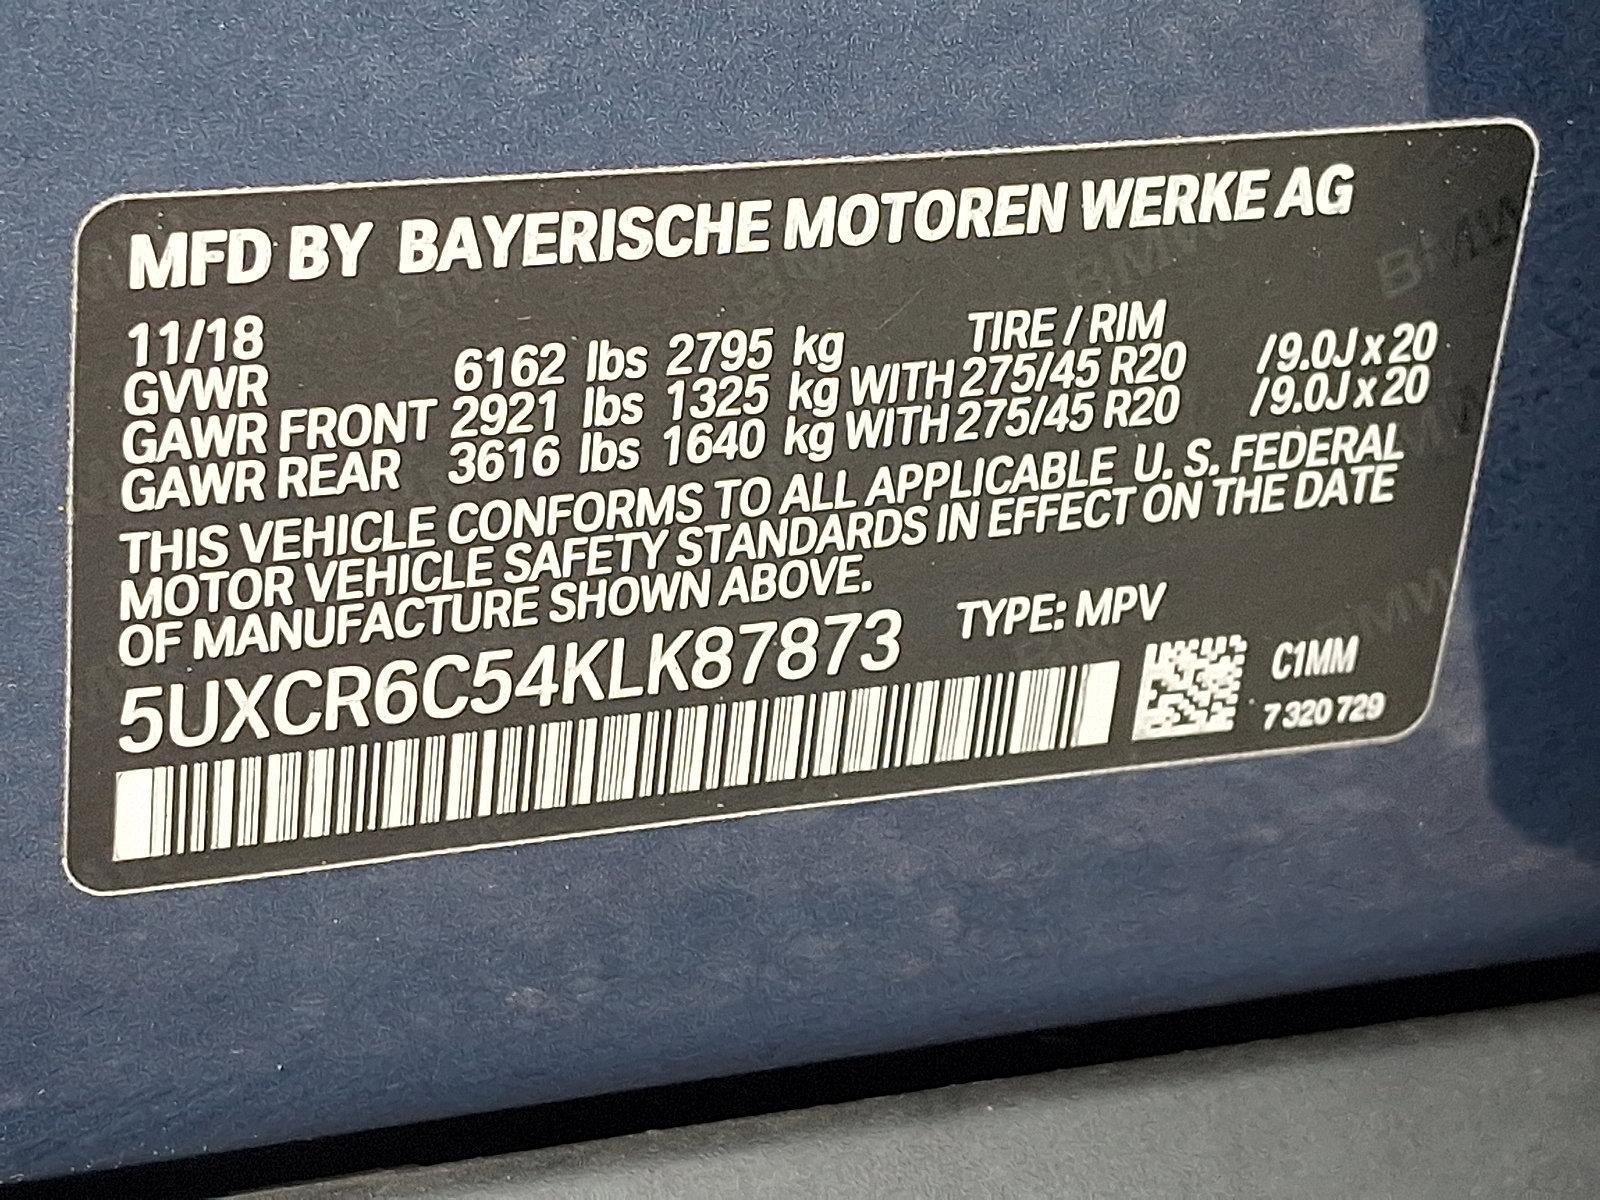 MFD BY BAYERISCHE MOTOREN WERKE AG
11/18 TIRE / RIM
GVWR 6162 lbs 2795 kg
GAWR FRONT 2921 lbs 1325 kg WITH 275/45 R20 /9.0J x 20
GAWR REAR 3616 lbs 1640 kg WITH 275/45 R20 /9.0J x 20
THIS VEHICLE CONFORMS TO ALL APPLICABLE U. S. FEDERAL
MOTOR VEHICLE SAFETY STANDARDS IN EFFECT ON THE DATE
OF MANUFACTURE SHOWN ABOVE.
5UXCR6C54KLK87873 TYPE: MPV
C1MM
7 320 729